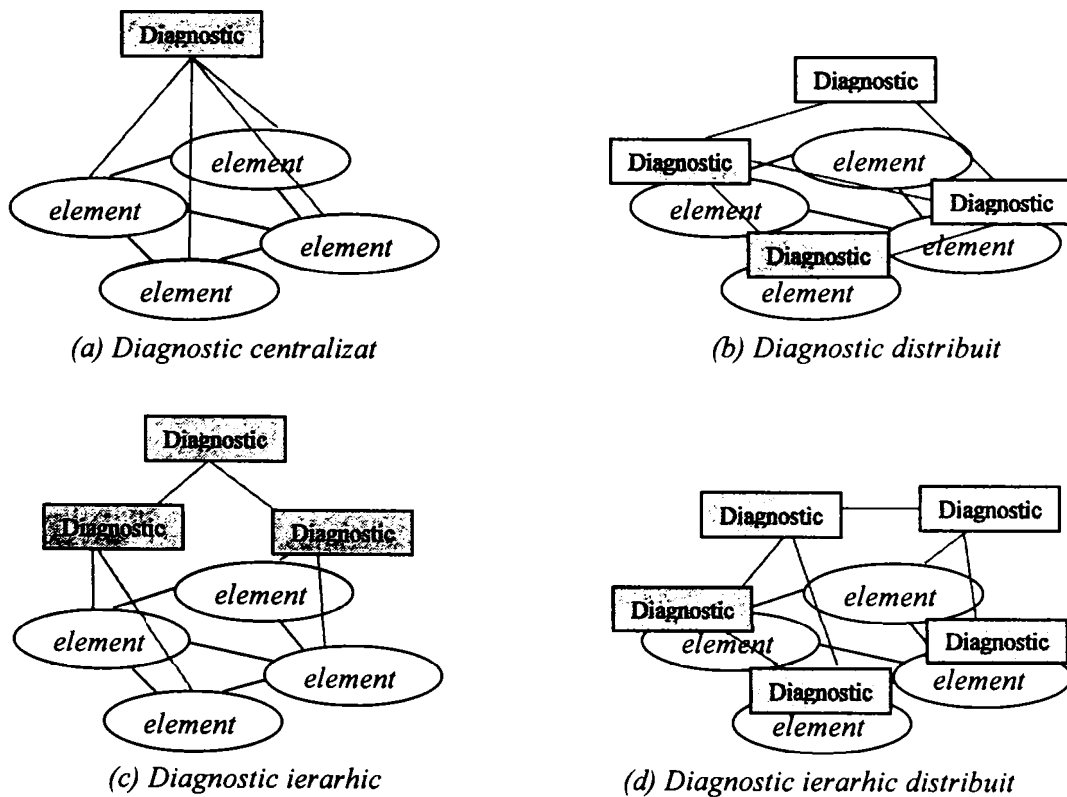 Diagnostic
element
element
element
element
(a) Diagnostic centralizat
Diagnostic
Diagnostic
element
element
Diagnostic
element
Diagnostic
element
(b) Diagnostic distribuit
Diagnostic
Diagnostic
Diagnostic
element
element
element
element
(c) Diagnostic ierarhic
Diagnostic
Diagnostic
element
Diagnostic
element
Diagnostic
element
Diagnostic
element
(d) Diagnostic ierarhic distribuit